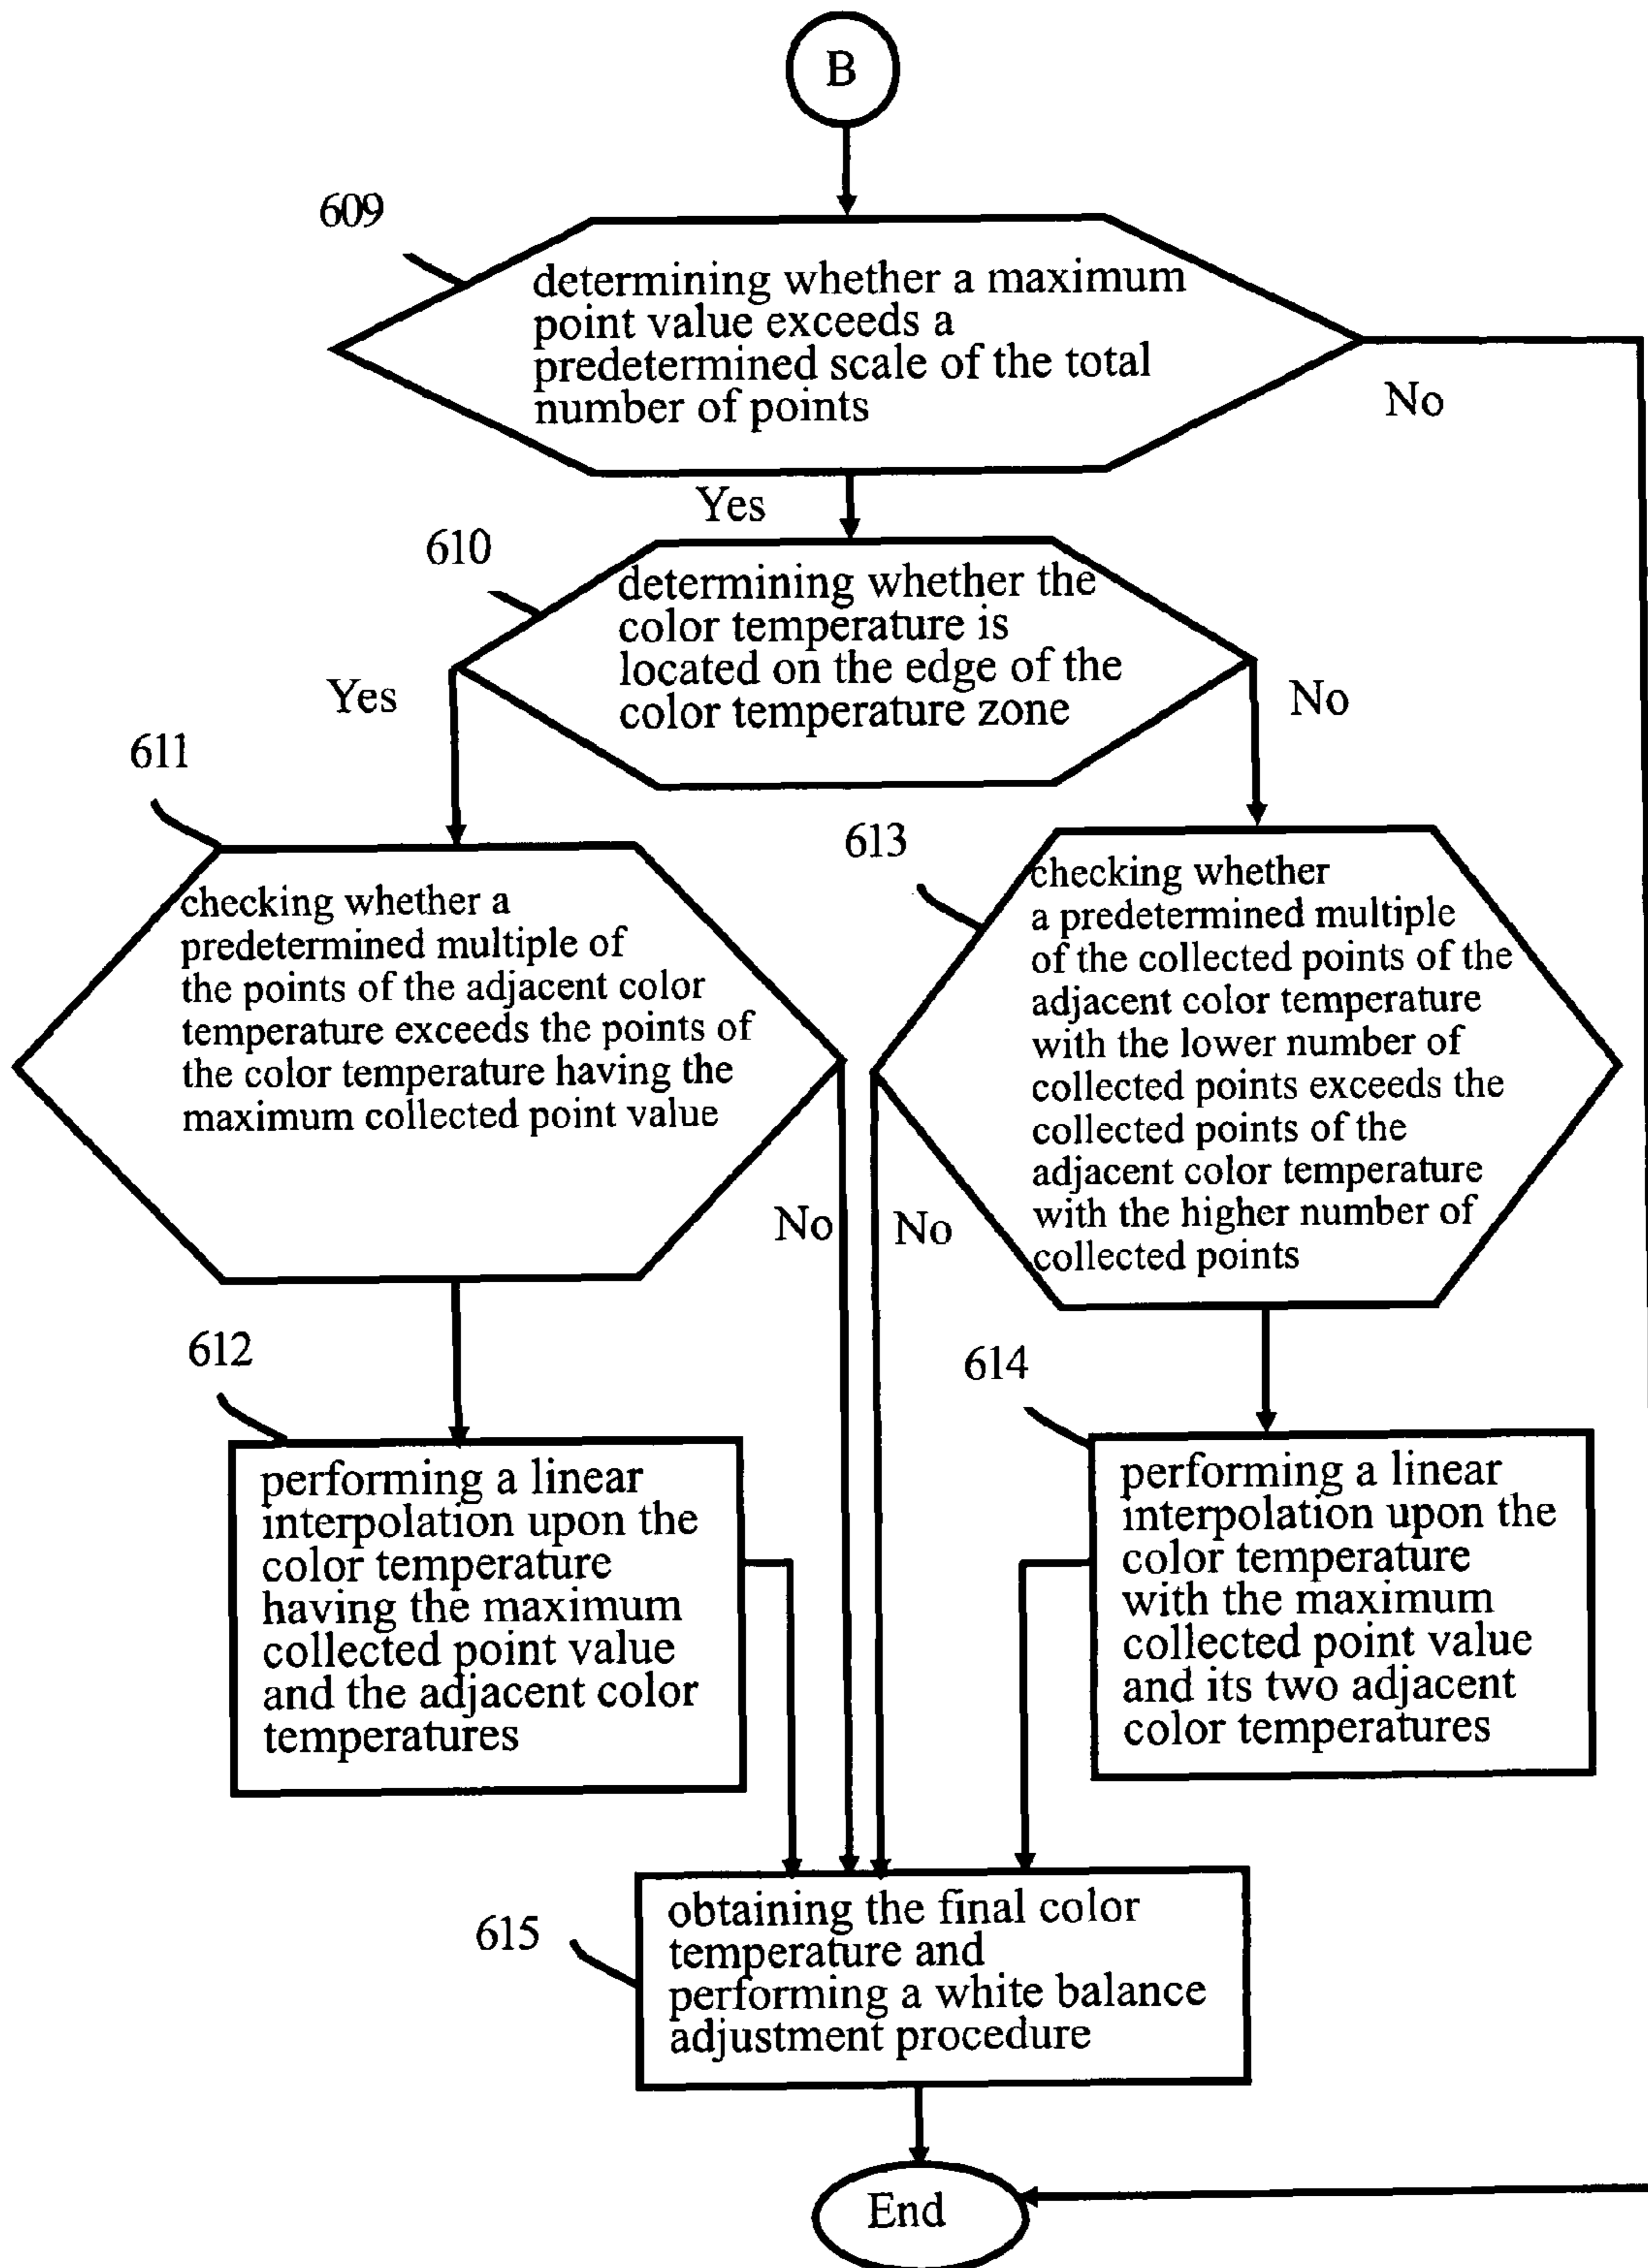 B
609
determining whether a maximum
point value exceeds a
predetermined scale of the total
number of points
No
Yes
610
determining whether the
color temperature is
located on the edge of the
color temperature zone
Yes
No
611
checking whether a
predetermined multiple of
the points of the adjacent color
temperature exceeds the points of
the color temperature having the
maximum collected point value
613
checking whether
a predetermined multiple
of the collected points of the
adjacent color temperature
with the lower number of
collected points exceeds the
collected points of the
adjacent color temperature
with the higher number of
collected points
No
No
612
performing a linear
interpolation upon the
color temperature
having the maximum
collected point value
and the adjacent color
temperatures
614
performing a linear
interpolation upon the
color temperature
with the maximum
collected point value
and its two adjacent
color temperatures
615
obtaining the final color
temperature and
performing a white balance
adjustment procedure
End